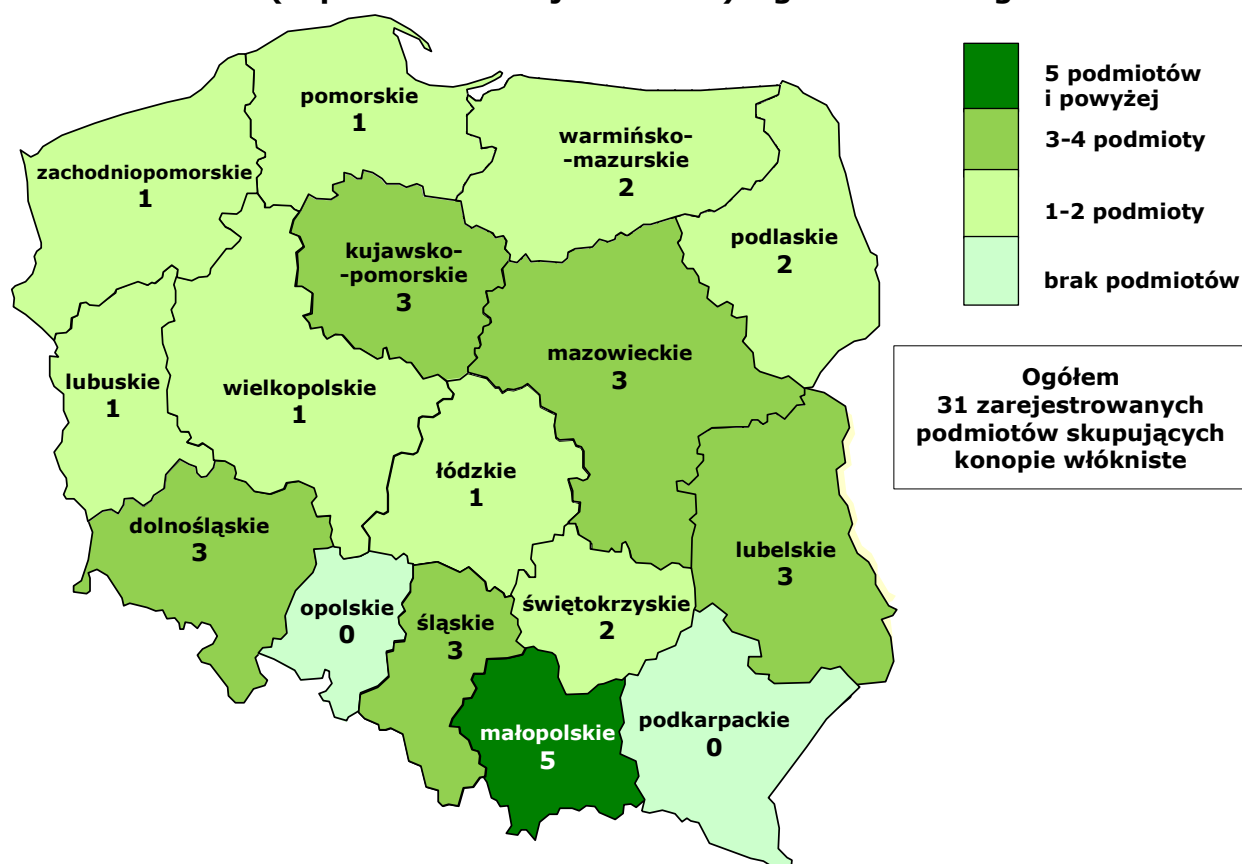 pomorskie
1
warmińsko-
-mazurskie
2
zachodniopomorskie
1
podlaskie
2
kujawsko-
-pomorskie
3
mazowieckie
3
lubuskie
1
wielkopolskie
1
łódzkie
1
dolnośląskie
3
lubelskie
3
opolskie
0
śląskie
3
świętokrzyskie
2
małopolskie
5
podkarpackie
0
5 podmiotów
i powyżej
3-4 podmioty
1-2 podmioty
brak podmiotów
Ogółem
31 zarejestrowanych
podmiotów skupujących
konopie włókniste